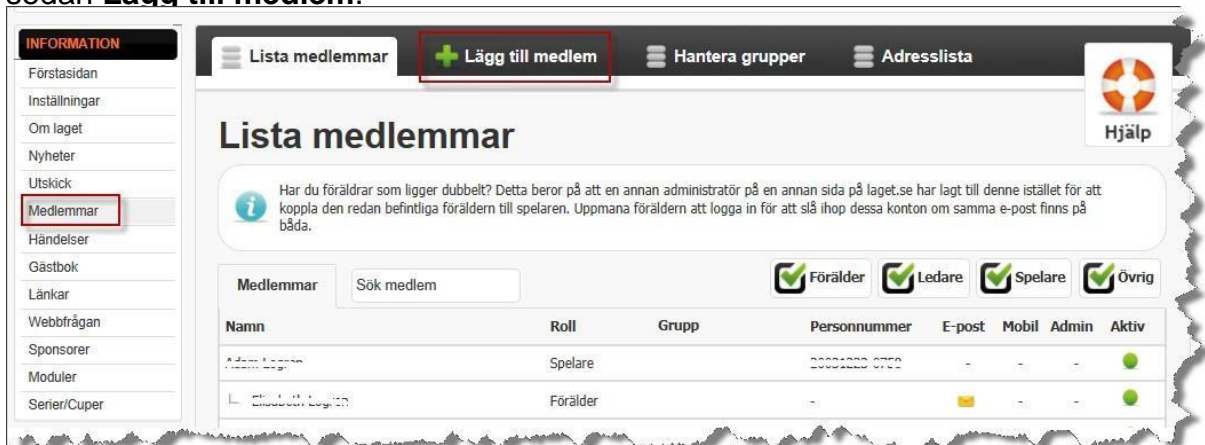 sedan Lägg till medlem.
INFORMATION
Förstasidan
Inställningar
Om laget
Nyheter
Utskick
Medlemmar
Händelser
Gästbok
Länkar
Webbfrågan
Sponsorer
Moduler
Serier/Cuper
Lista medlemmar
Lägg till medlem
Hantera grupper
Adresslista
Hjälp
Lista medlemmar
Har du föräldrar som ligger dubbelt? Detta beror på att en annan administratör på en annan sida på laget.se har lagt till denne istället för att
koppla den redan befintliga föräldern till spelaren. Uppmana föräldern att logga in för att slå ihop dessa konton om samma e-post finns på
båda.
Medlemmar
Sök medlem
Förälder
Ledare
Spelare
Övrig
Namn Roll Grupp Personnummer E-post Mobil Admin Aktiv
Spelare - - -
Förälder - - -